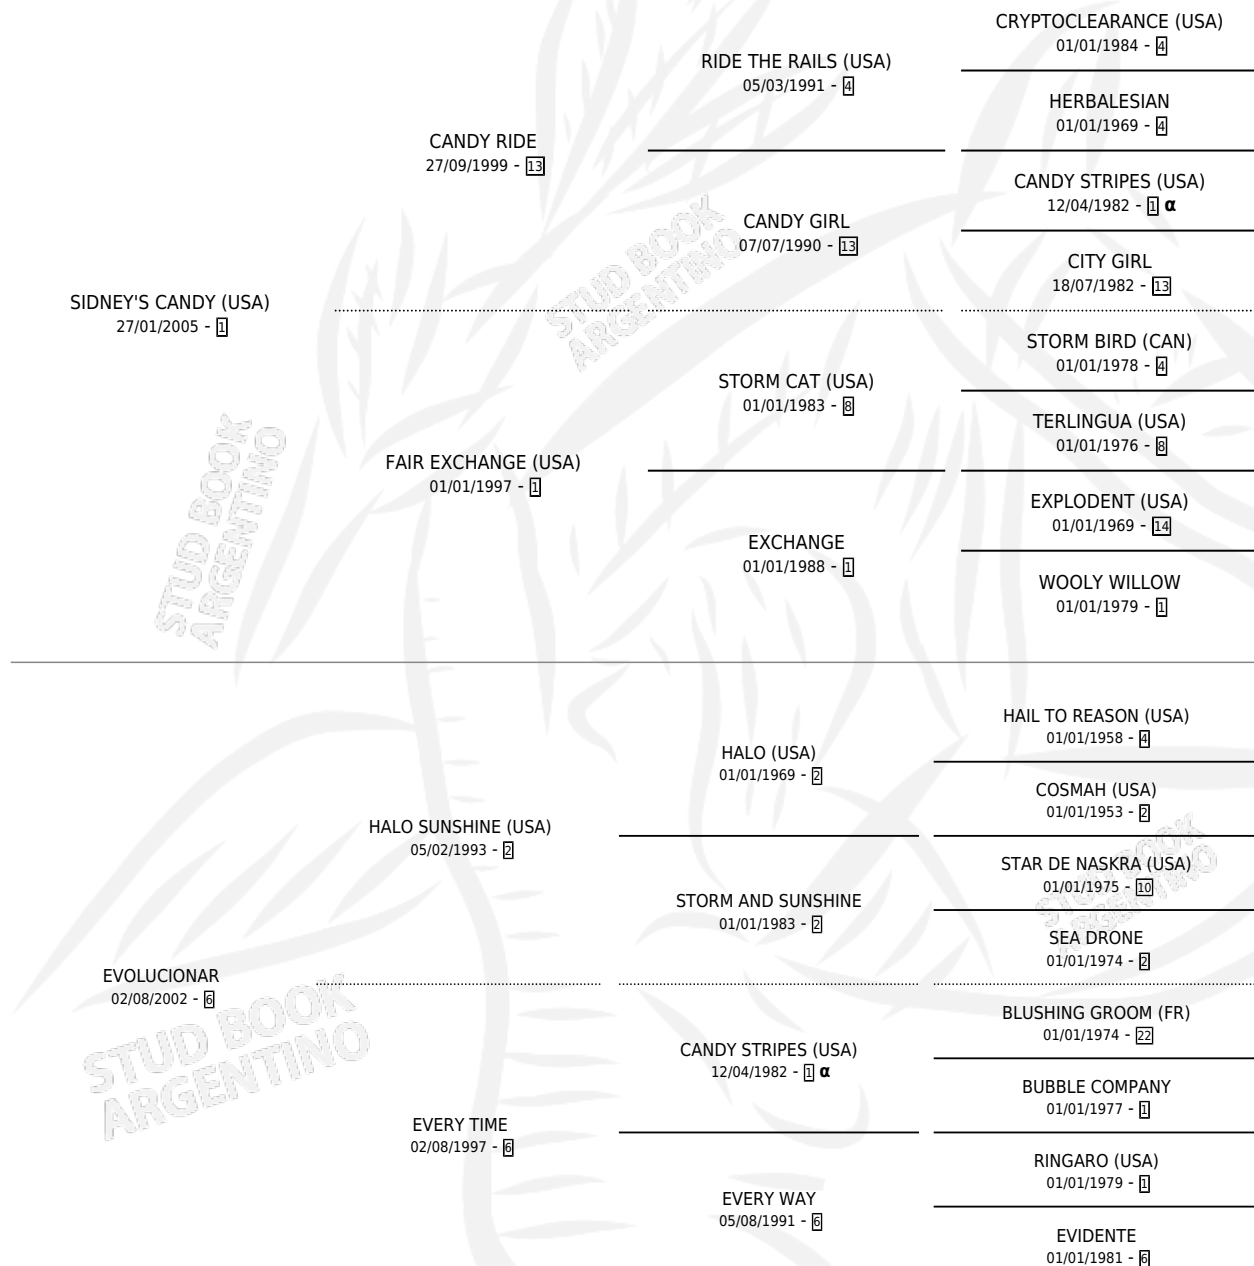 CRYPTOCLEARANCE (USA)
01/01/1984 - 4
RIDE THE RAILS (USA)
05/03/1991 - 4
HERBALESIAN
01/01/1969 - 4
CANDY RIDE
27/09/1999 - 13
CANDY STRIPES (USA)
12/04/1982 - 1 α
CANDY GIRL
07/07/1990 - 13
CITY GIRL
18/07/1982 - 13
SIDNEY'S CANDY (USA)
27/01/2005 - 1
STORM BIRD (CAN)
01/01/1978 - 4
STORM CAT (USA)
01/01/1983 - 8
TERLINGUA (USA)
01/01/1976 - 8
FAIR EXCHANGE (USA)
01/01/1997 - 1
EXPLODENT (USA)
01/01/1969 - 14
EXCHANGE
01/01/1988 - 1
WOOLY WILLOW
01/01/1979 - 1
HAIL TO REASON (USA)
01/01/1958 - 4
HALO (USA)
01/01/1969 - 2
COSMAH (USA)
01/01/1953 - 2
HALO SUNSHINE (USA)
05/02/1993 - 2
STAR DE NASKRA (USA)
01/01/1975 - 10
STORM AND SUNSHINE
01/01/1983 - 2
SEA DRONE
01/01/1974 - 2
EVOLUCIONAR
02/08/2002 - 6
BLUSHING GROOM (FR)
01/01/1974 - 22
CANDY STRIPES (USA)
12/04/1982 - 1 α
BUBBLE COMPANY
01/01/1977 - 1
EVERY TIME
02/08/1997 - 6
RINGARO (USA)
01/01/1979 - 1
EVERY WAY
05/08/1991 - 6
EVIDENTE
01/01/1981 - 6
STUD BOOK
ARGENTINO
STUD BOOK
ARGENTINO
STUD BOOK
ARGENTINO
STUD BOOK
ARGENTINO